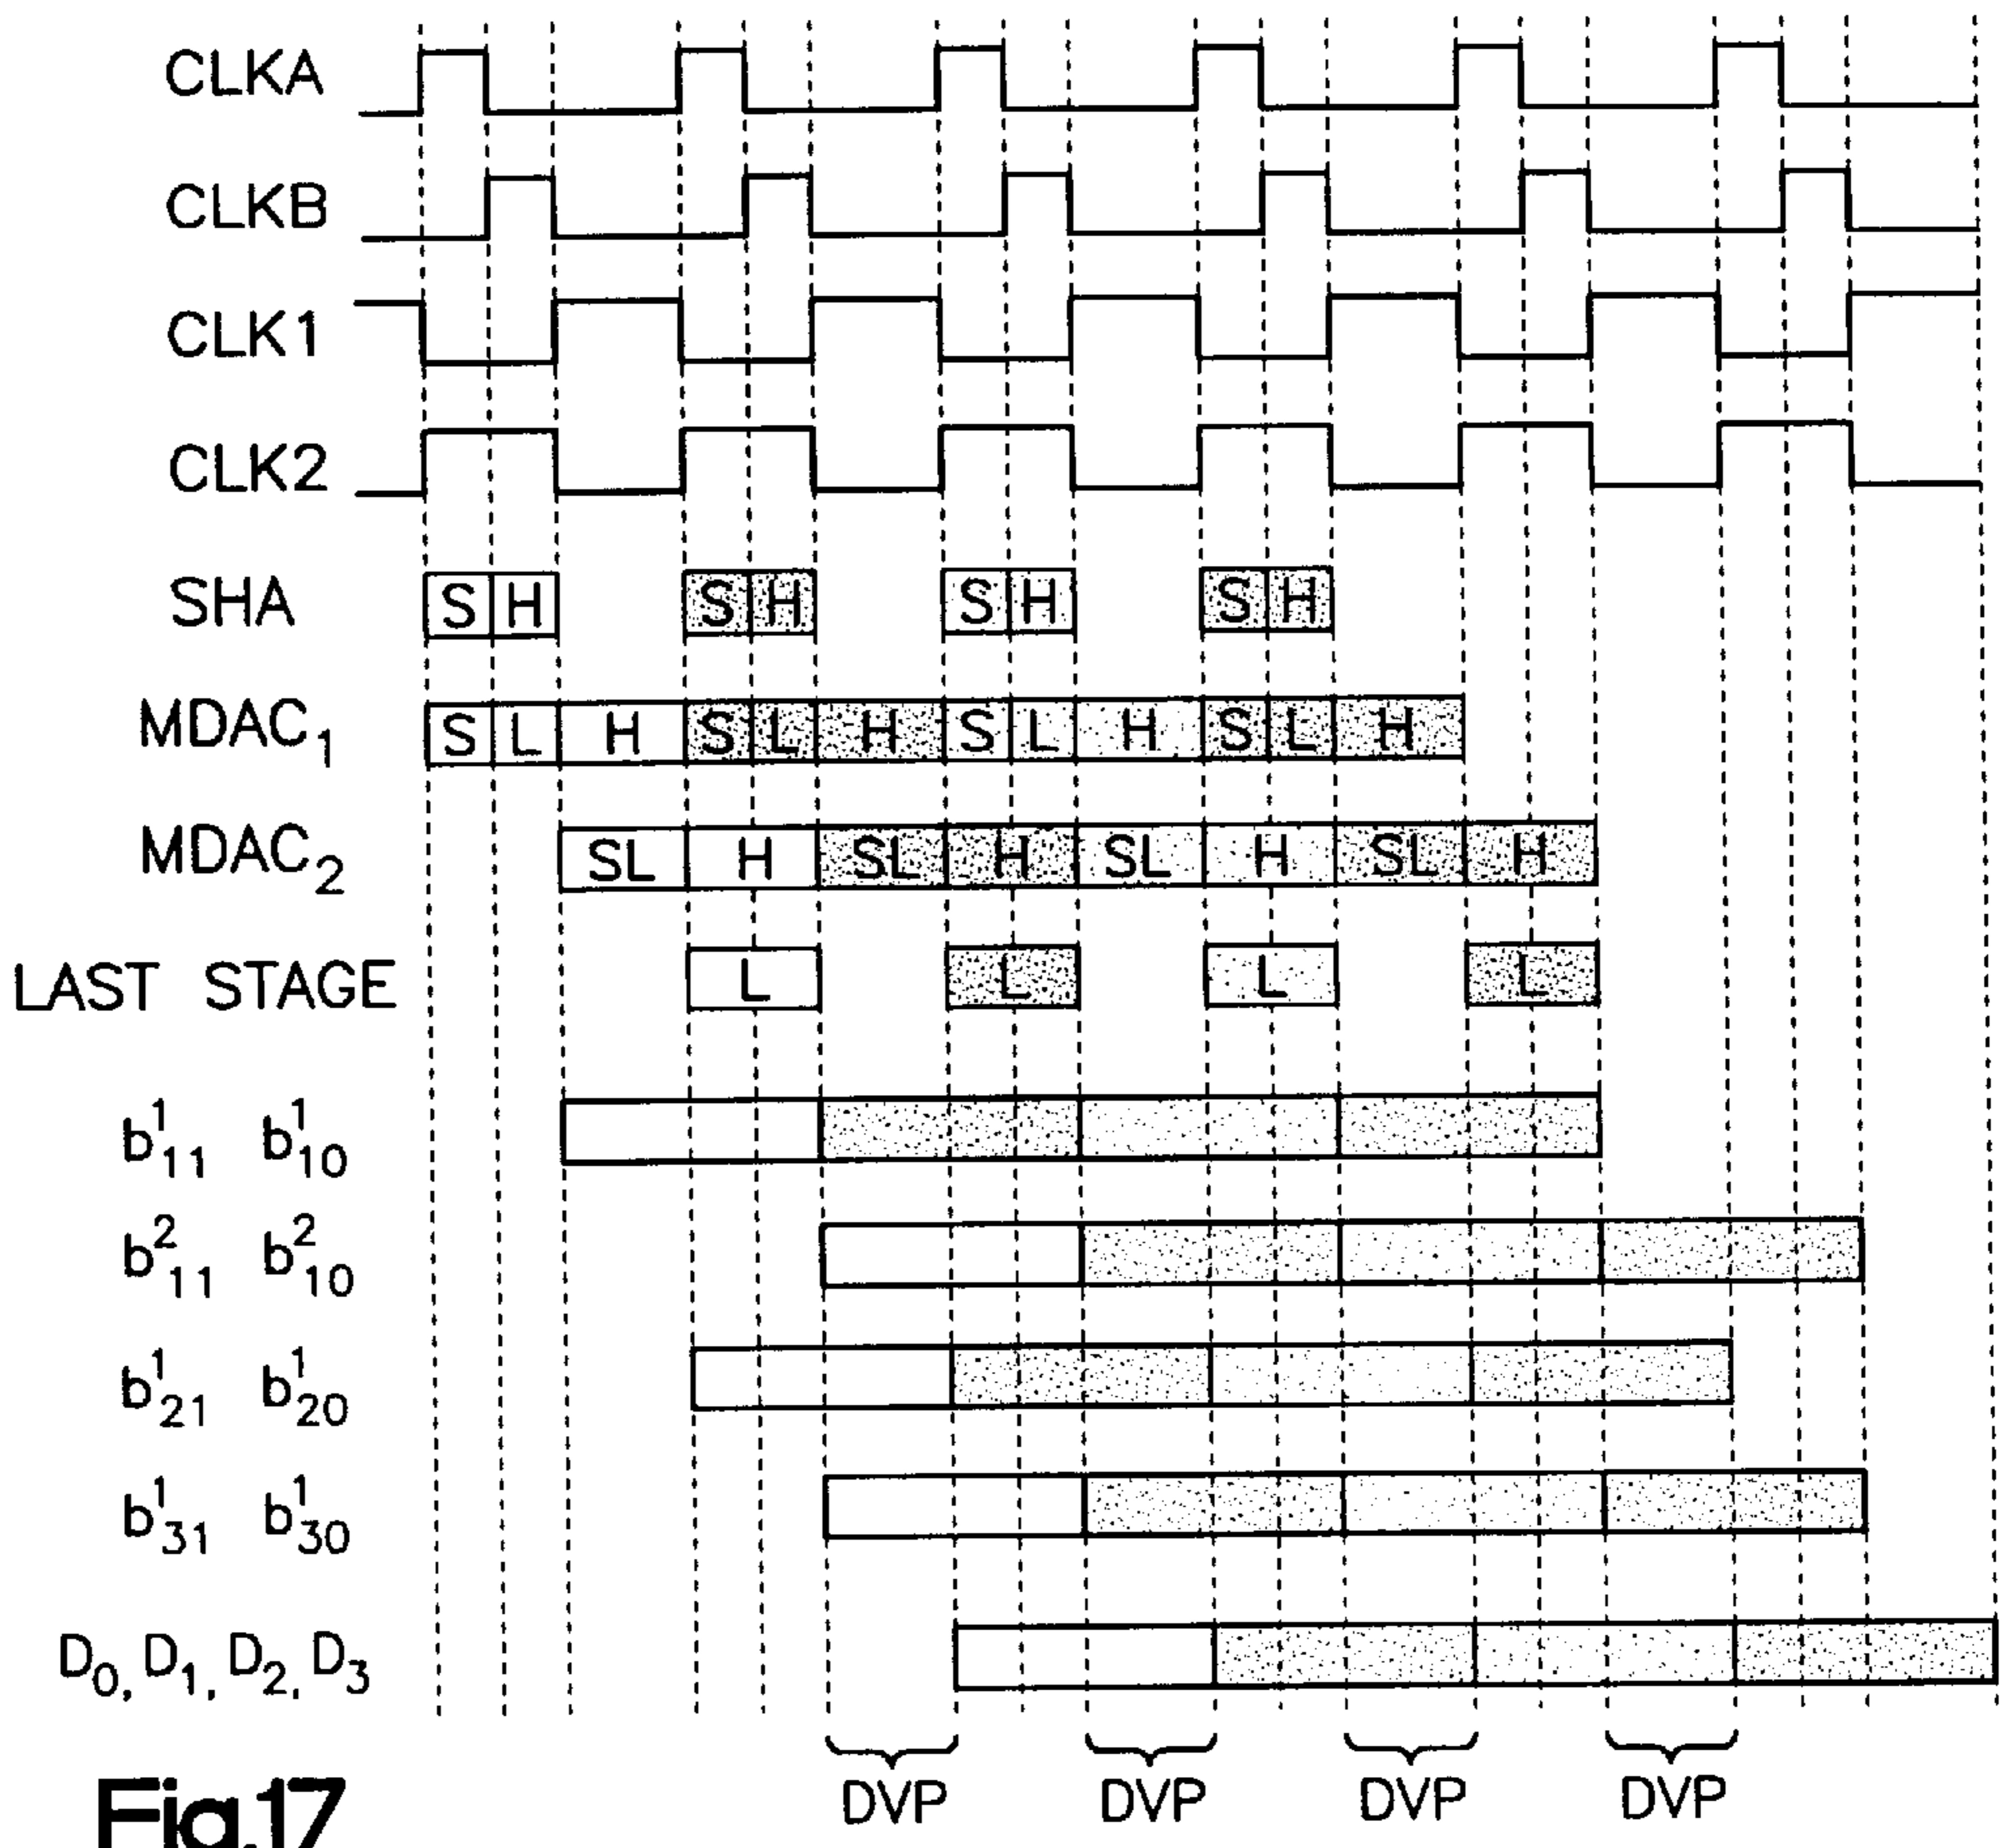 CLKA
CLKB
CLK1
CLK2
SHA S H S H S H S H
MDAC₁ S L H S L H S L H S L H
MDAC₂ SL H SL H SL H SL H
LAST STAGE L L L L
b¹₁₁ b¹₁₀
b²₁₁ b²₁₀
b¹₂₁ b¹₂₀
b¹₃₁ b¹₃₀
D₀, D₁, D₂, D₃
DVP DVP DVP DVP
Fig.17